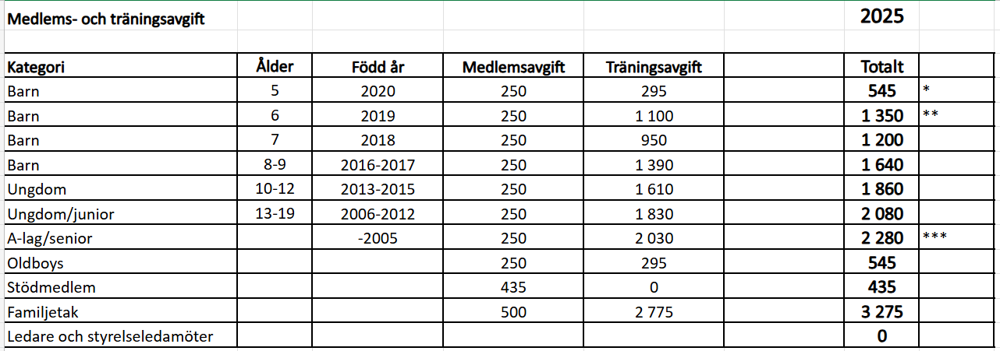 Medlems- och träningsavgift 2025
Kategori Ålder Född år Medlemsavgift Träningsavgift Totalt
Barn 5 2020 250 295 545 *
Barn 6 2019 250 1 100 1 350 **
Barn 7 2018 250 950 1 200
Barn 8-9 2016-2017 250 1 390 1 640
Ungdom 10-12 2013-2015 250 1 610 1 860
Ungdom/junior 13-19 2006-2012 250 1 830 2 080
A-lag/senior -2005 250 2 030 2 280 ***
Oldboys 250 295 545
Stödmedlem 435 0 435
Familjetak 500 2 775 3 275
Ledare och styrelseledamöter 0